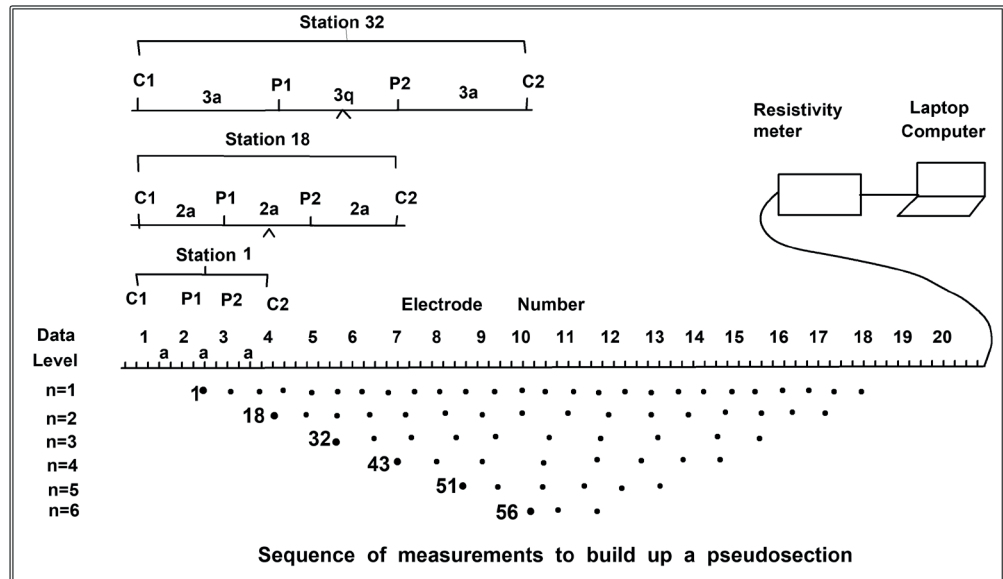 Station 32
C1 P1 P2 C2
3a 3q 3a
Resistivity meter
Laptop Computer
Station 18
C1 P1 P2 C2
2a 2a 2a
Station 1
C1 P1 P2 C2
Electrode Number
Data Level
1 2 3 4 5 6 7 8 9 10 11 12 13 14 15 16 17 18 19 20
a a a
n=1 1
n=2 18
n=3 32
n=4 43
n=5 51
n=6 56
Sequence of measurements to build up a pseudosection